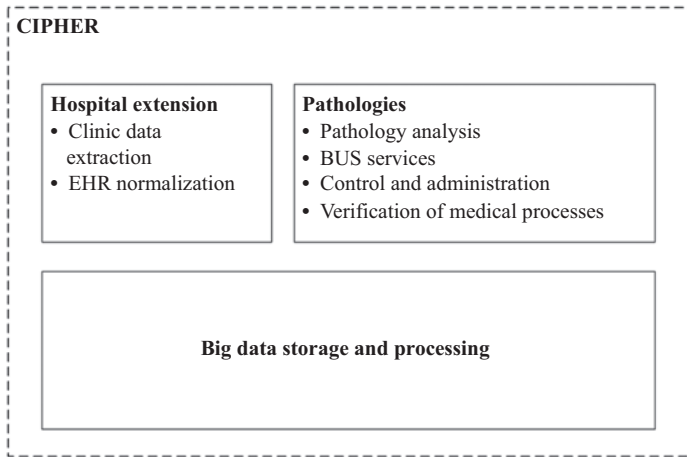 CIPHER
Hospital extension
• Clinic data
extraction
• EHR normalization
Pathologies
• Pathology analysis
• BUS services
• Control and administration
• Verification of medical processes
Big data storage and processing